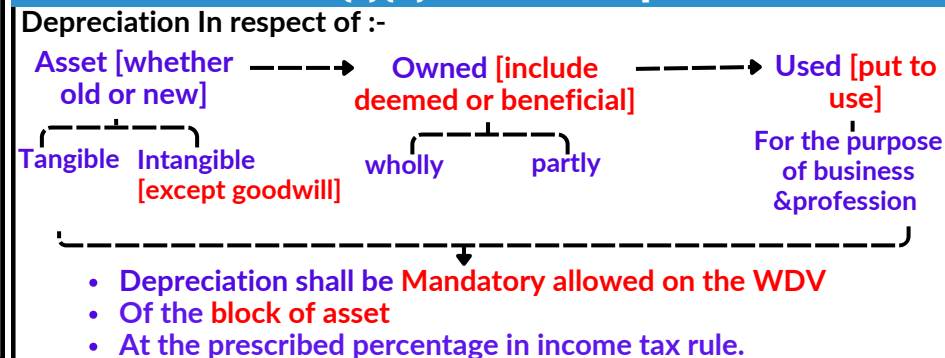 Depreciation In respect of :-
Asset [whether
old or new]
Owned [include
deemed or beneficial]
Used [put to
use]
Tangible
Intangible
[except goodwill]
wholly
partly
For the purpose
of business
&profession
• Depreciation shall be Mandatory allowed on the WDV
• Of the block of asset
• At the prescribed percentage in income tax rule.